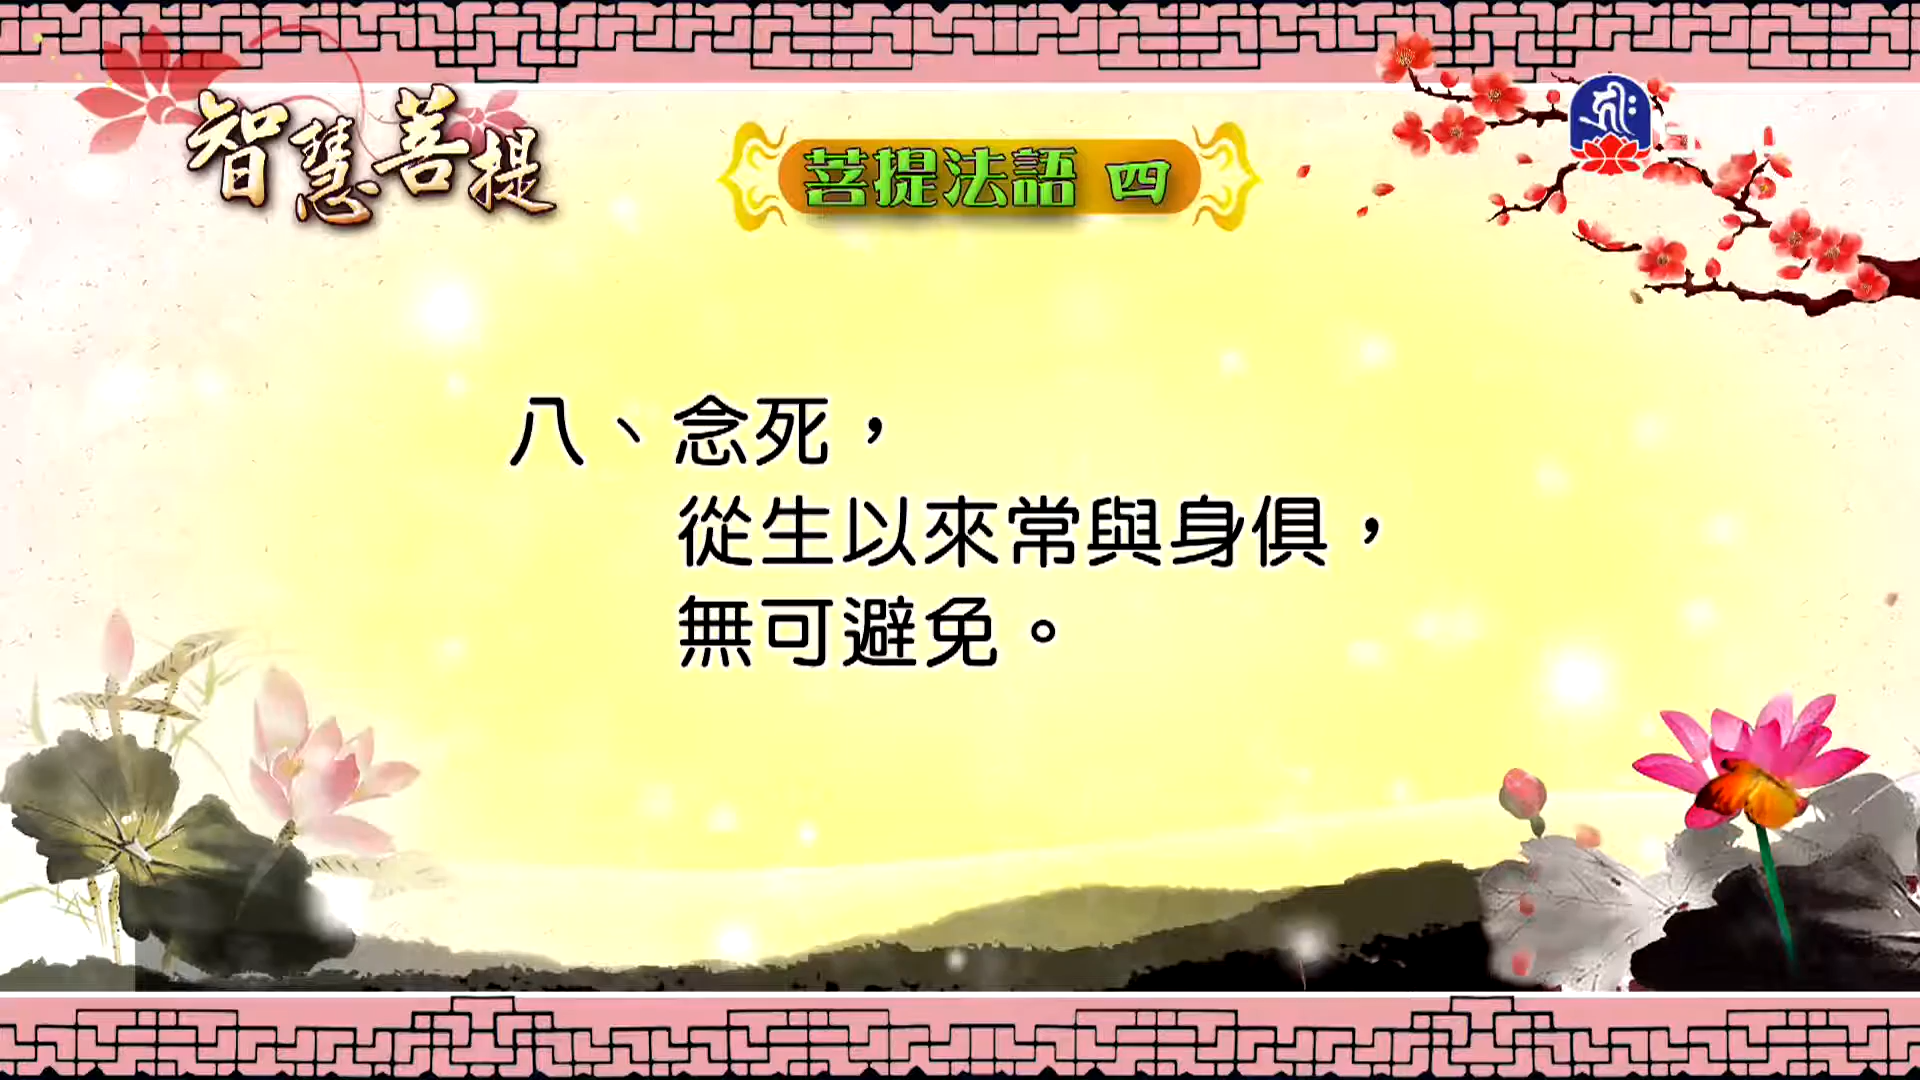 智慧菩提
菩提法語 四
八、念死，
從生以來常與身俱，
無可避免。